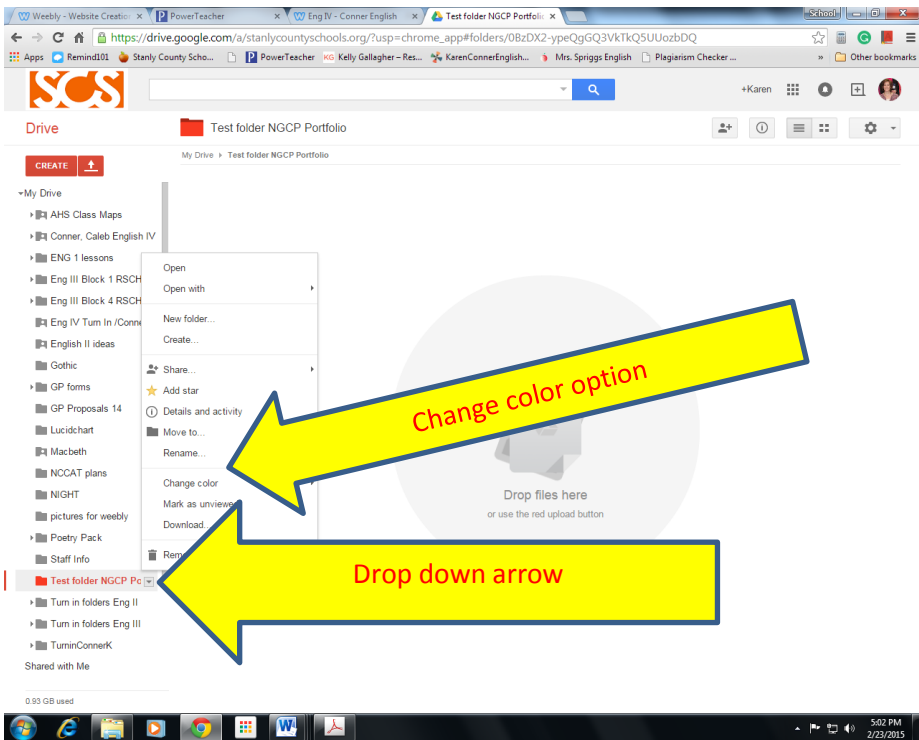 Weebly - Website Creation
PowerTeacher
Eng IV - Conner English
Test folder NGCP Portfolio
School
https://drive.google.com/a/stanlycountyschools.org/?usp=chrome_app#folders/0BzDX2-ypeQgGQ3VkTkQ5UUozbDQ
Apps
Remind101
Stanly County Scho...
PowerTeacher
KG Kelly Gallagher – Res...
KarenConnerEnglish...
Mrs. Spriggs English
Plagiarism Checker ...
»
Other bookmarks
SCS
+Karen
Drive
Test folder NGCP Portfolio
CREATE
My Drive
Test folder NGCP Portfolio
My Drive
AHS Class Maps
Conner, Caleb English IV
ENG 1 lessons
Eng III Block 1 RSCH
Eng III Block 4 RSCH
Eng IV Turn In /Conne
English II ideas
Gothic
GP forms
GP Proposals 14
Lucidchart
Macbeth
NCCAT plans
NIGHT
pictures for weebly
Poetry Pack
Staff Info
Test folder NGCP Po
Turn in folders Eng II
Turn in folders Eng III
TurninConnerK
Shared with Me
0.93 GB used
Open
Open with
New folder...
Create...
Share...
Add star
Details and activity
Move to...
Rename...
Change color
Mark as unviewed
Download...
Rem
Change color option
Drop files here
or use the red upload button
Drop down arrow
5:02 PM
2/23/2015